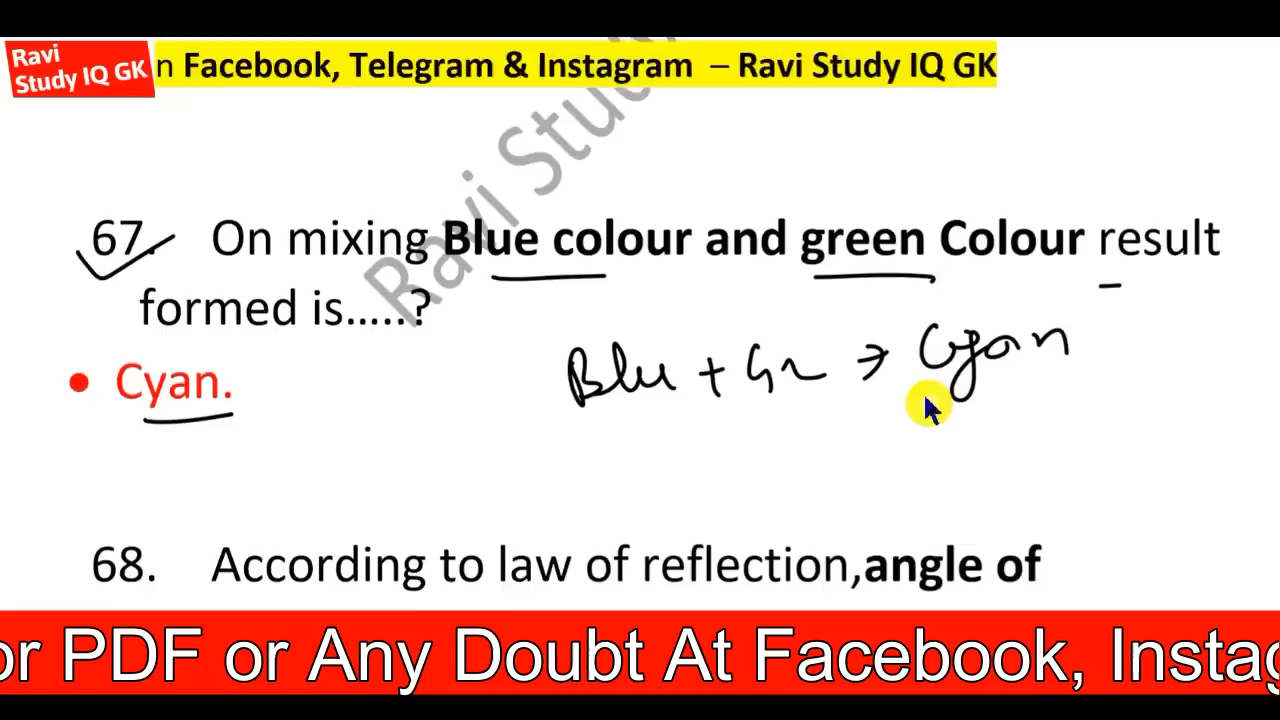 Ravi
Study IQ GK
n Facebook, Telegram & Instagram – Ravi Study IQ GK
Ravi Studi
67. On mixing Blue colour and green Colour result
formed is.....?
Blu + Gr → Cyan
• Cyan.
68. According to law of reflection,angle of
or PDF or Any Doubt At Facebook, Instag